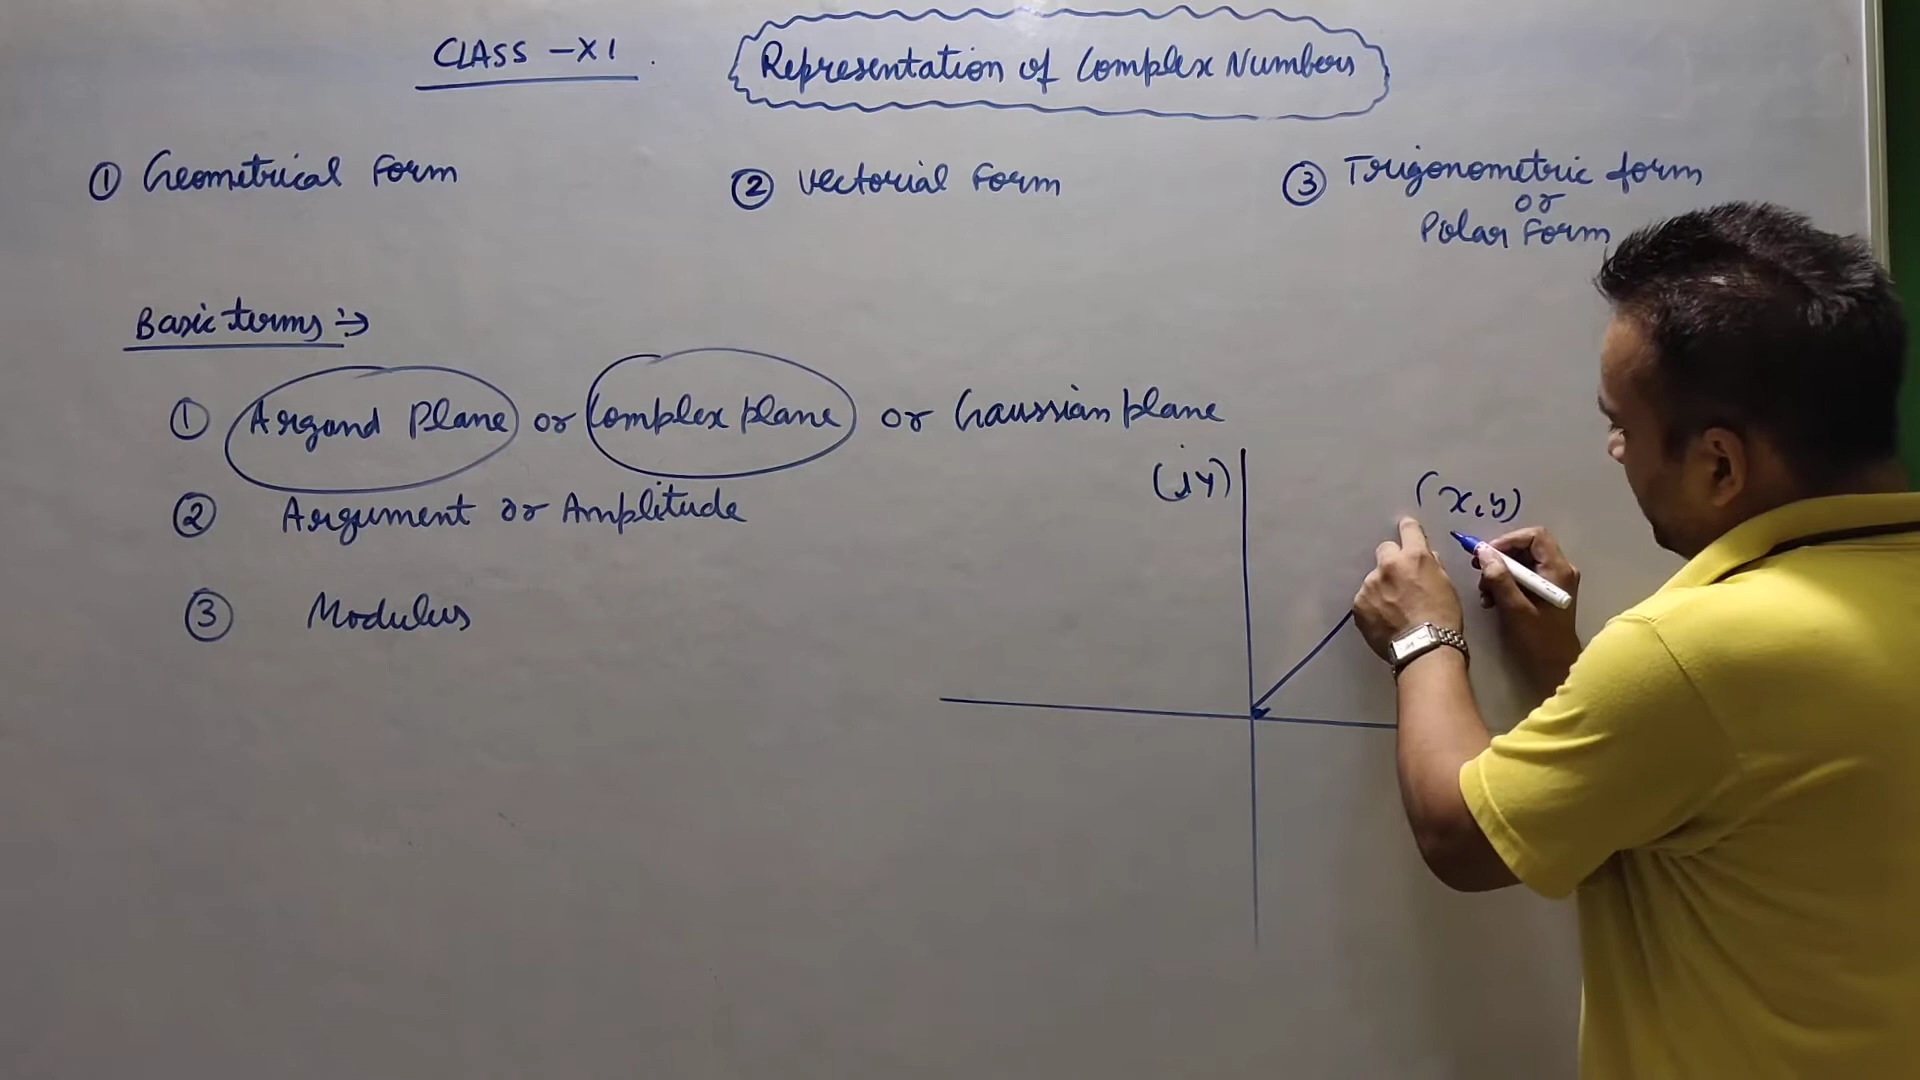 CLASS - XI.
Representation of Complex Numbers
① Geometrical Form
② Vectorial Form
③ Trigonometric form
or
Polar Form
Basic terms :→
① Argand Plane or Complex plane or Gaussian plane
② Argument or Amplitude
③ Modulus
(iy)
(x,y)